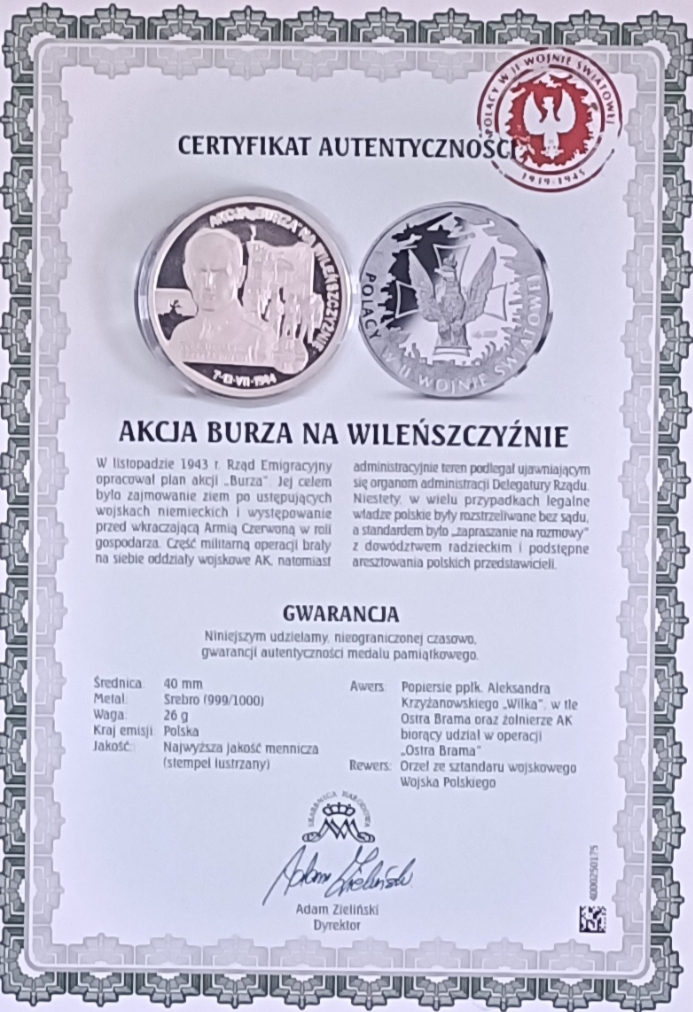 POLACY W II WOJNIE ŚWIATOWEJ
1939-1945
CERTYFIKAT AUTENTYCZNOŚCI
AKCJA „BURZA” NA WILEŃSZCZYŹNIE
7-13·VII·1944
POLACY W II WOJNIE ŚWIATOWEJ
AKCJA BURZA NA WILEŃSZCZYŹNIE
W listopadzie 1943 r. Rząd Emigracyjny
opracował plan akcji „Burza”. Jej celem
było zajmowanie ziem po ustępujących
wojskach niemieckich i występowanie
przed wkraczającą Armią Czerwoną w roli
gospodarza. Część militarną operacji brały
na siebie oddziały wojskowe AK, natomiast
administracyjnie teren podlegał ujawniającym
się organom administracji Delegatury Rządu.
Niestety, w wielu przypadkach legalne
władze polskie były rozstrzeliwane bez sądu,
a standardem było „zapraszanie na rozmowy”
z dowództwem radzieckim i podstępne
aresztowania polskich przedstawicieli.
GWARANCJA
Niniejszym udzielamy, nieograniczonej czasowo,
gwarancji autentyczności medalu pamiątkowego.
Średnica: 40 mm
Metal: Srebro (999/1000)
Waga: 26 g
Kraj emisji: Polska
Jakość: Najwyższa jakość mennicza
(stempel lustrzany)
Awers: Popiersie ppłk. Aleksandra
Krzyżanowskiego „Wilka”, w tle
Ostra Brama oraz żołnierze AK
biorący udział w operacji
„Ostra Brama”
Rewers: Orzeł ze sztandaru wojskowego
Wojska Polskiego
SKARBNICA NARODOWA
Adam Zieliński
Adam Zieliński
Dyrektor
4000250175